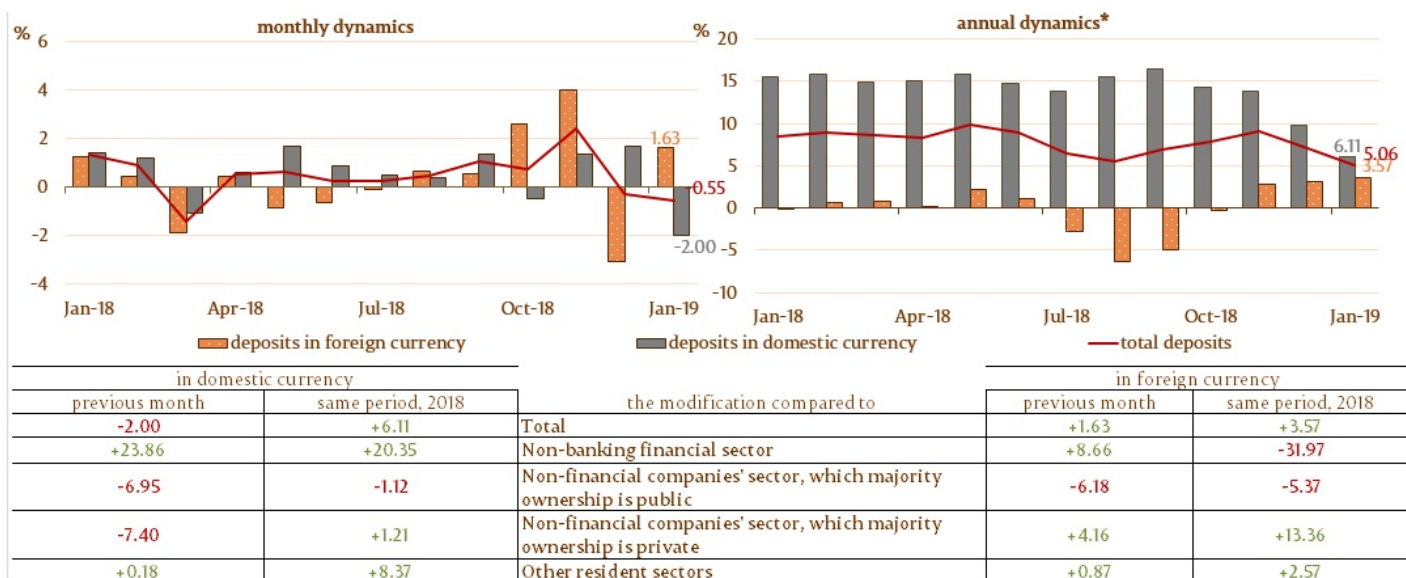 monthly dynamics
%
6
4
2
0
-2
-4
1.63
-0.55
-2.00
Jan-18 Apr-18 Jul-18 Oct-18 Jan-19
annual dynamics*
%
20
15
10
5
0
-5
-10
6.11
5.06
3.57
Jan-18 Apr-18 Jul-18 Oct-18 Jan-19
deposits in foreign currency deposits in domestic currency total deposits
in domestic currency in foreign currency
previous month same period, 2018 the modification compared to previous month same period, 2018
-2.00 +6.11 Total +1.63 +3.57
+23.86 +20.35 Non-banking financial sector +8.66 -31.97
-6.95 -1.12 Non-financial companies' sector, which majority
ownership is public -6.18 -5.37
-7.40 +1.21 Non-financial companies' sector, which majority
ownership is private +4.16 +13.36
+0.18 +8.37 Other resident sectors +0.87 +2.57